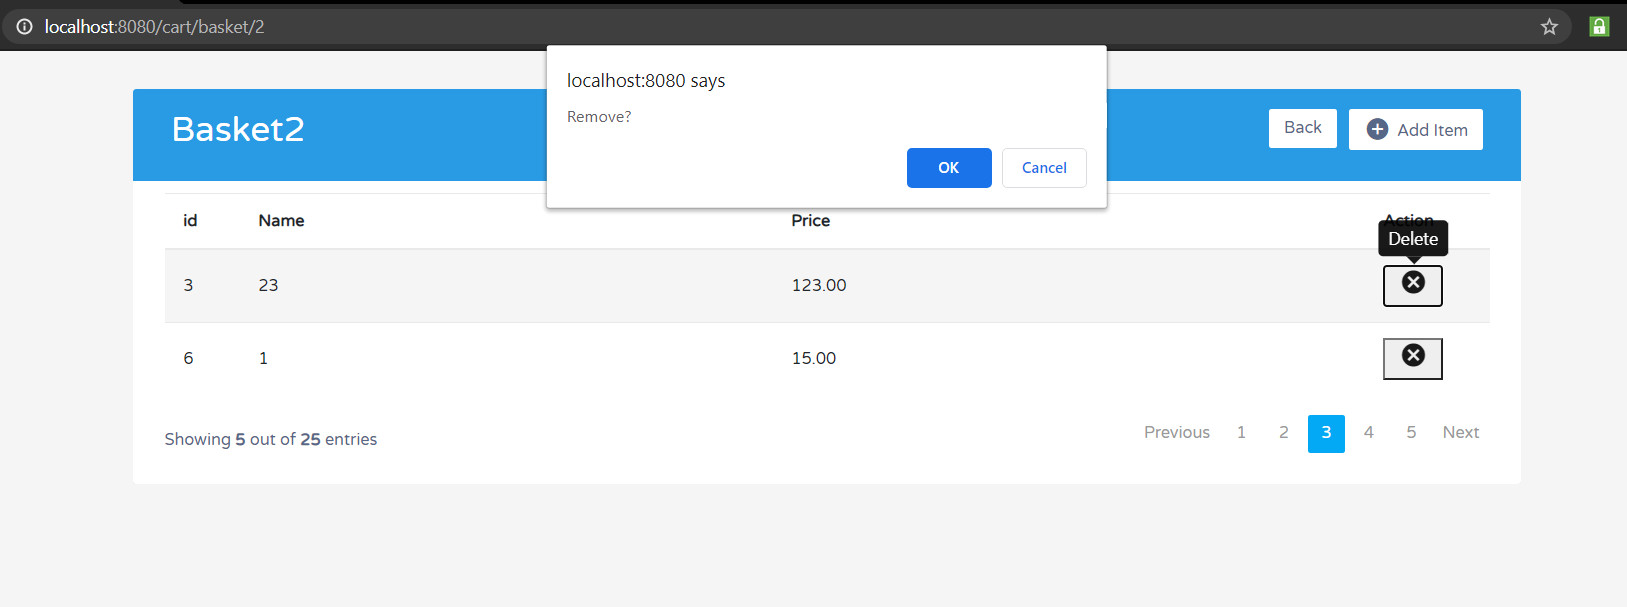 localhost:8080/cart/basket/2
localhost:8080 says
Remove?
OK Cancel
Basket2
Back Add Item
id Name Price Action
Delete
3 23 123.00
6 1 15.00
Showing 5 out of 25 entries
Previous 1 2 3 4 5 Next